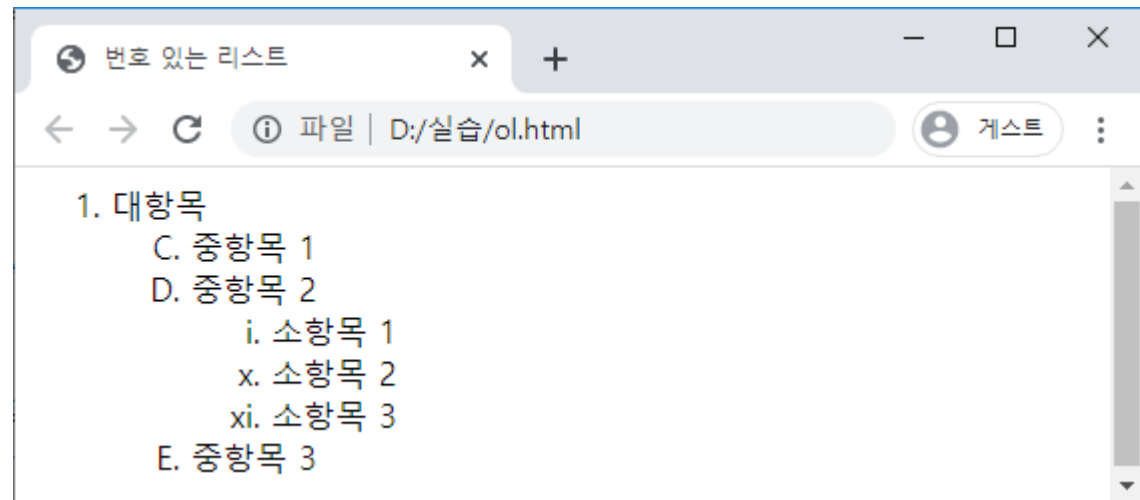 번호 있는 리스트
파일 | D:/실습/ol.html
게스트
1. 대항목
C. 중항목 1
D. 중항목 2
i. 소항목 1
x. 소항목 2
xi. 소항목 3
E. 중항목 3